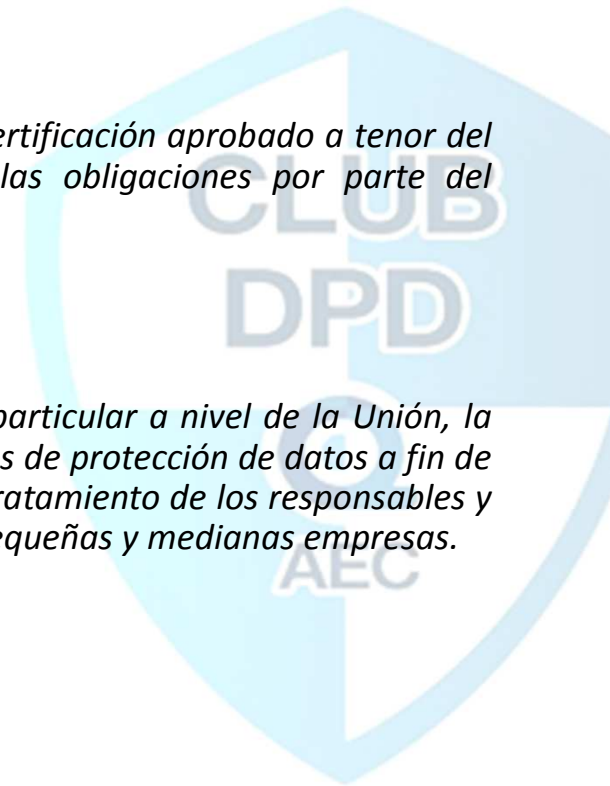 ertificación aprobado a tenor del
las obligaciones por parte del
CLUB
DPD
particular a nivel de la Unión, la
s de protección de datos a fin de
ratamiento de los responsables y
equeñas y medianas empresas.
AEC